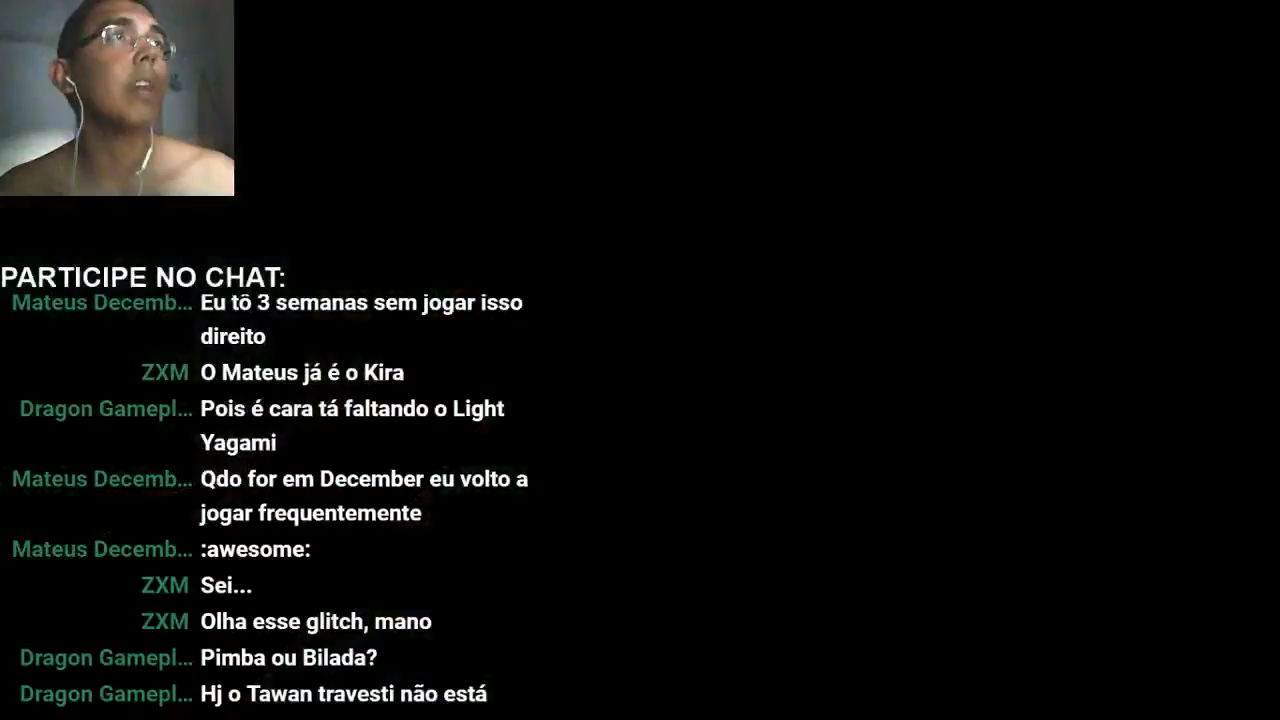 PARTICIPE NO CHAT:
Mateus Decemb... Eu tô 3 semanas sem jogar isso
direito
ZXM O Mateus já é o Kira
Dragon Gamepl... Pois é cara tá faltando o Light
Yagami
Mateus Decemb... Qdo for em December eu volto a
jogar frequentemente
Mateus Decemb... :awesome:
ZXM Sei...
ZXM Olha esse glitch, mano
Dragon Gamepl... Pimba ou Bilada?
Dragon Gamepl... Hj o Tawan travesti não está